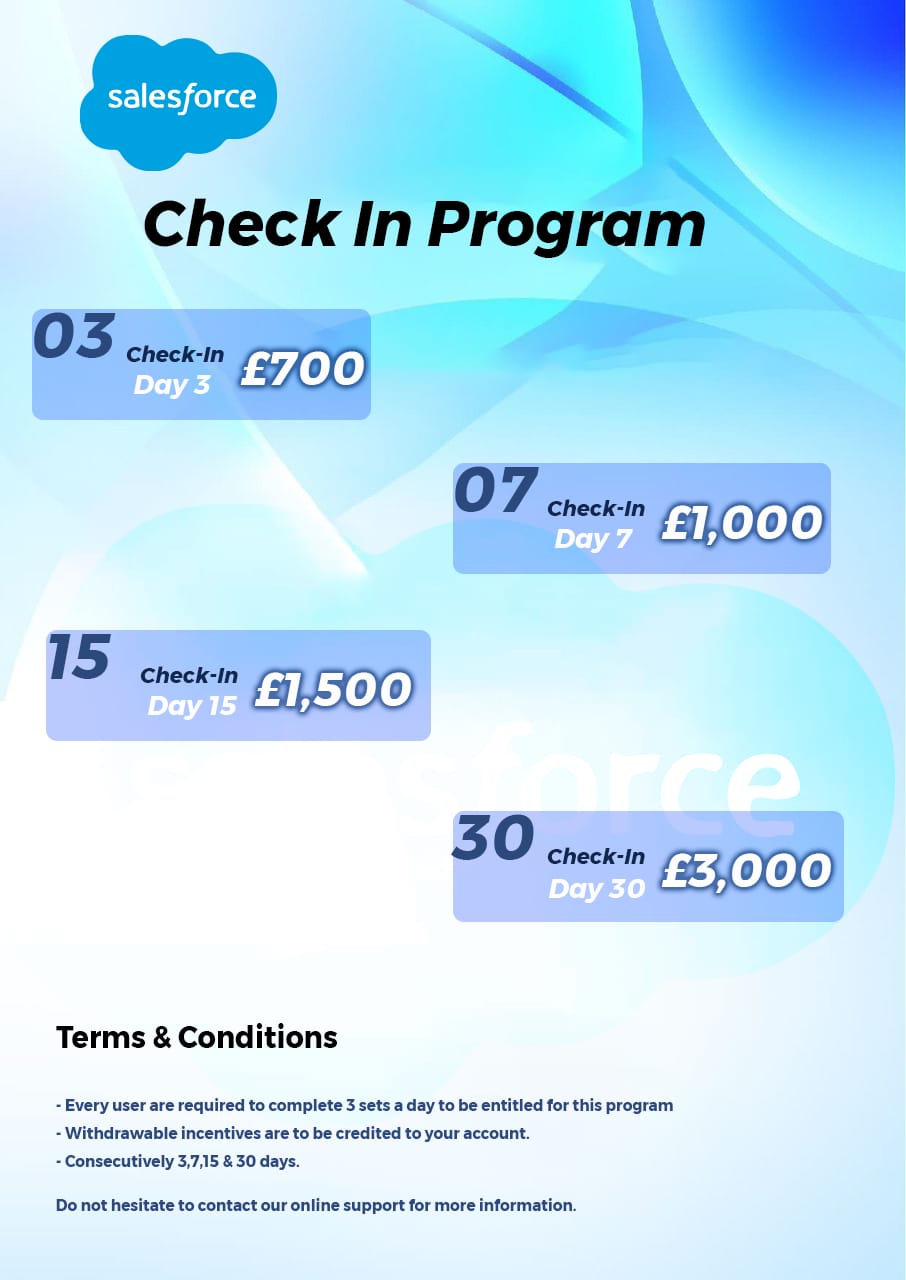 salesforce
Check In Program
03
Check-In
Day 3
£700
07
Check-In
Day 7
£1,000
15
Check-In
Day 15
£1,500
salesforce
30
Check-In
Day 30
£3,000
Terms & Conditions
- Every user are required to complete 3 sets a day to be entitled for this program
- Withdrawable incentives are to be credited to your account.
- Consecutively 3,7,15 & 30 days.
Do not hesitate to contact our online support for more information.